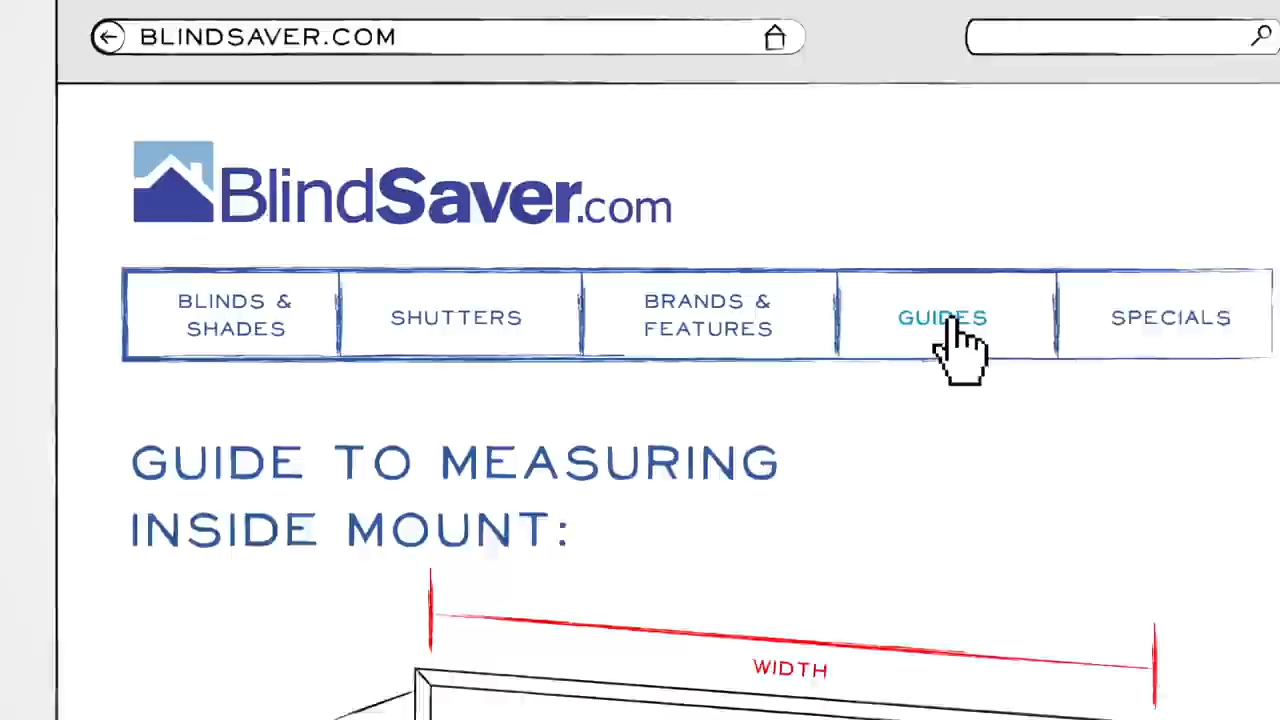 BLINDSAVER.COM
BlindSaver.com
BLINDS &
SHADES
SHUTTERS
BRANDS &
FEATURES
GUIDES
SPECIALS
GUIDE TO MEASURING
INSIDE MOUNT:
WIDTH